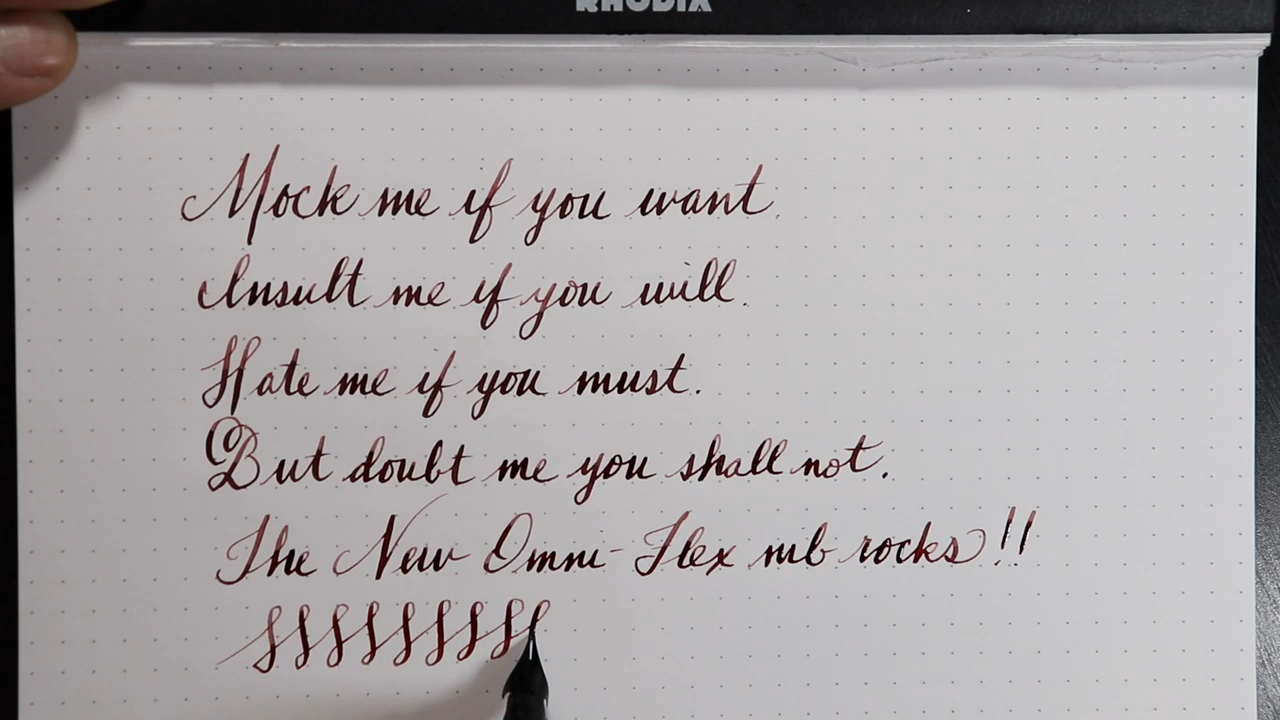 RHODIA
Mock me if you want.
Insult me if you will.
Hate me if you must.
But doubt me you shall not.
The New Omni-Flex nib rocks!!